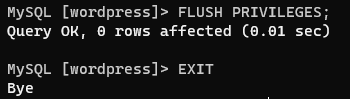 MySQL [wordpress]> FLUSH PRIVILEGES;
Query OK, 0 rows affected (0.01 sec)
MySQL [wordpress]> EXIT
Bye